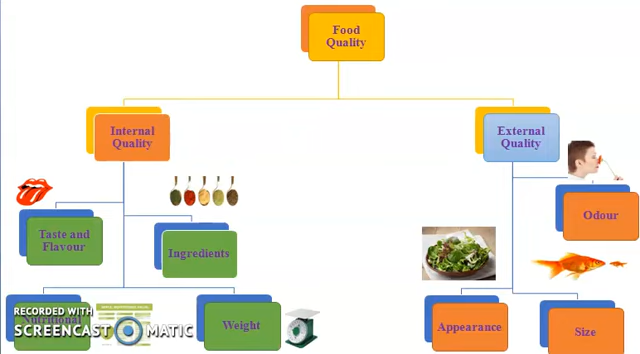 Food
Quality
Internal
Quality
External
Quality
Taste and
Flavour
Ingredients
Odour
Nutritional
Weight
Appearance
Size
RECORDED WITH
SCREENCAST MATIC